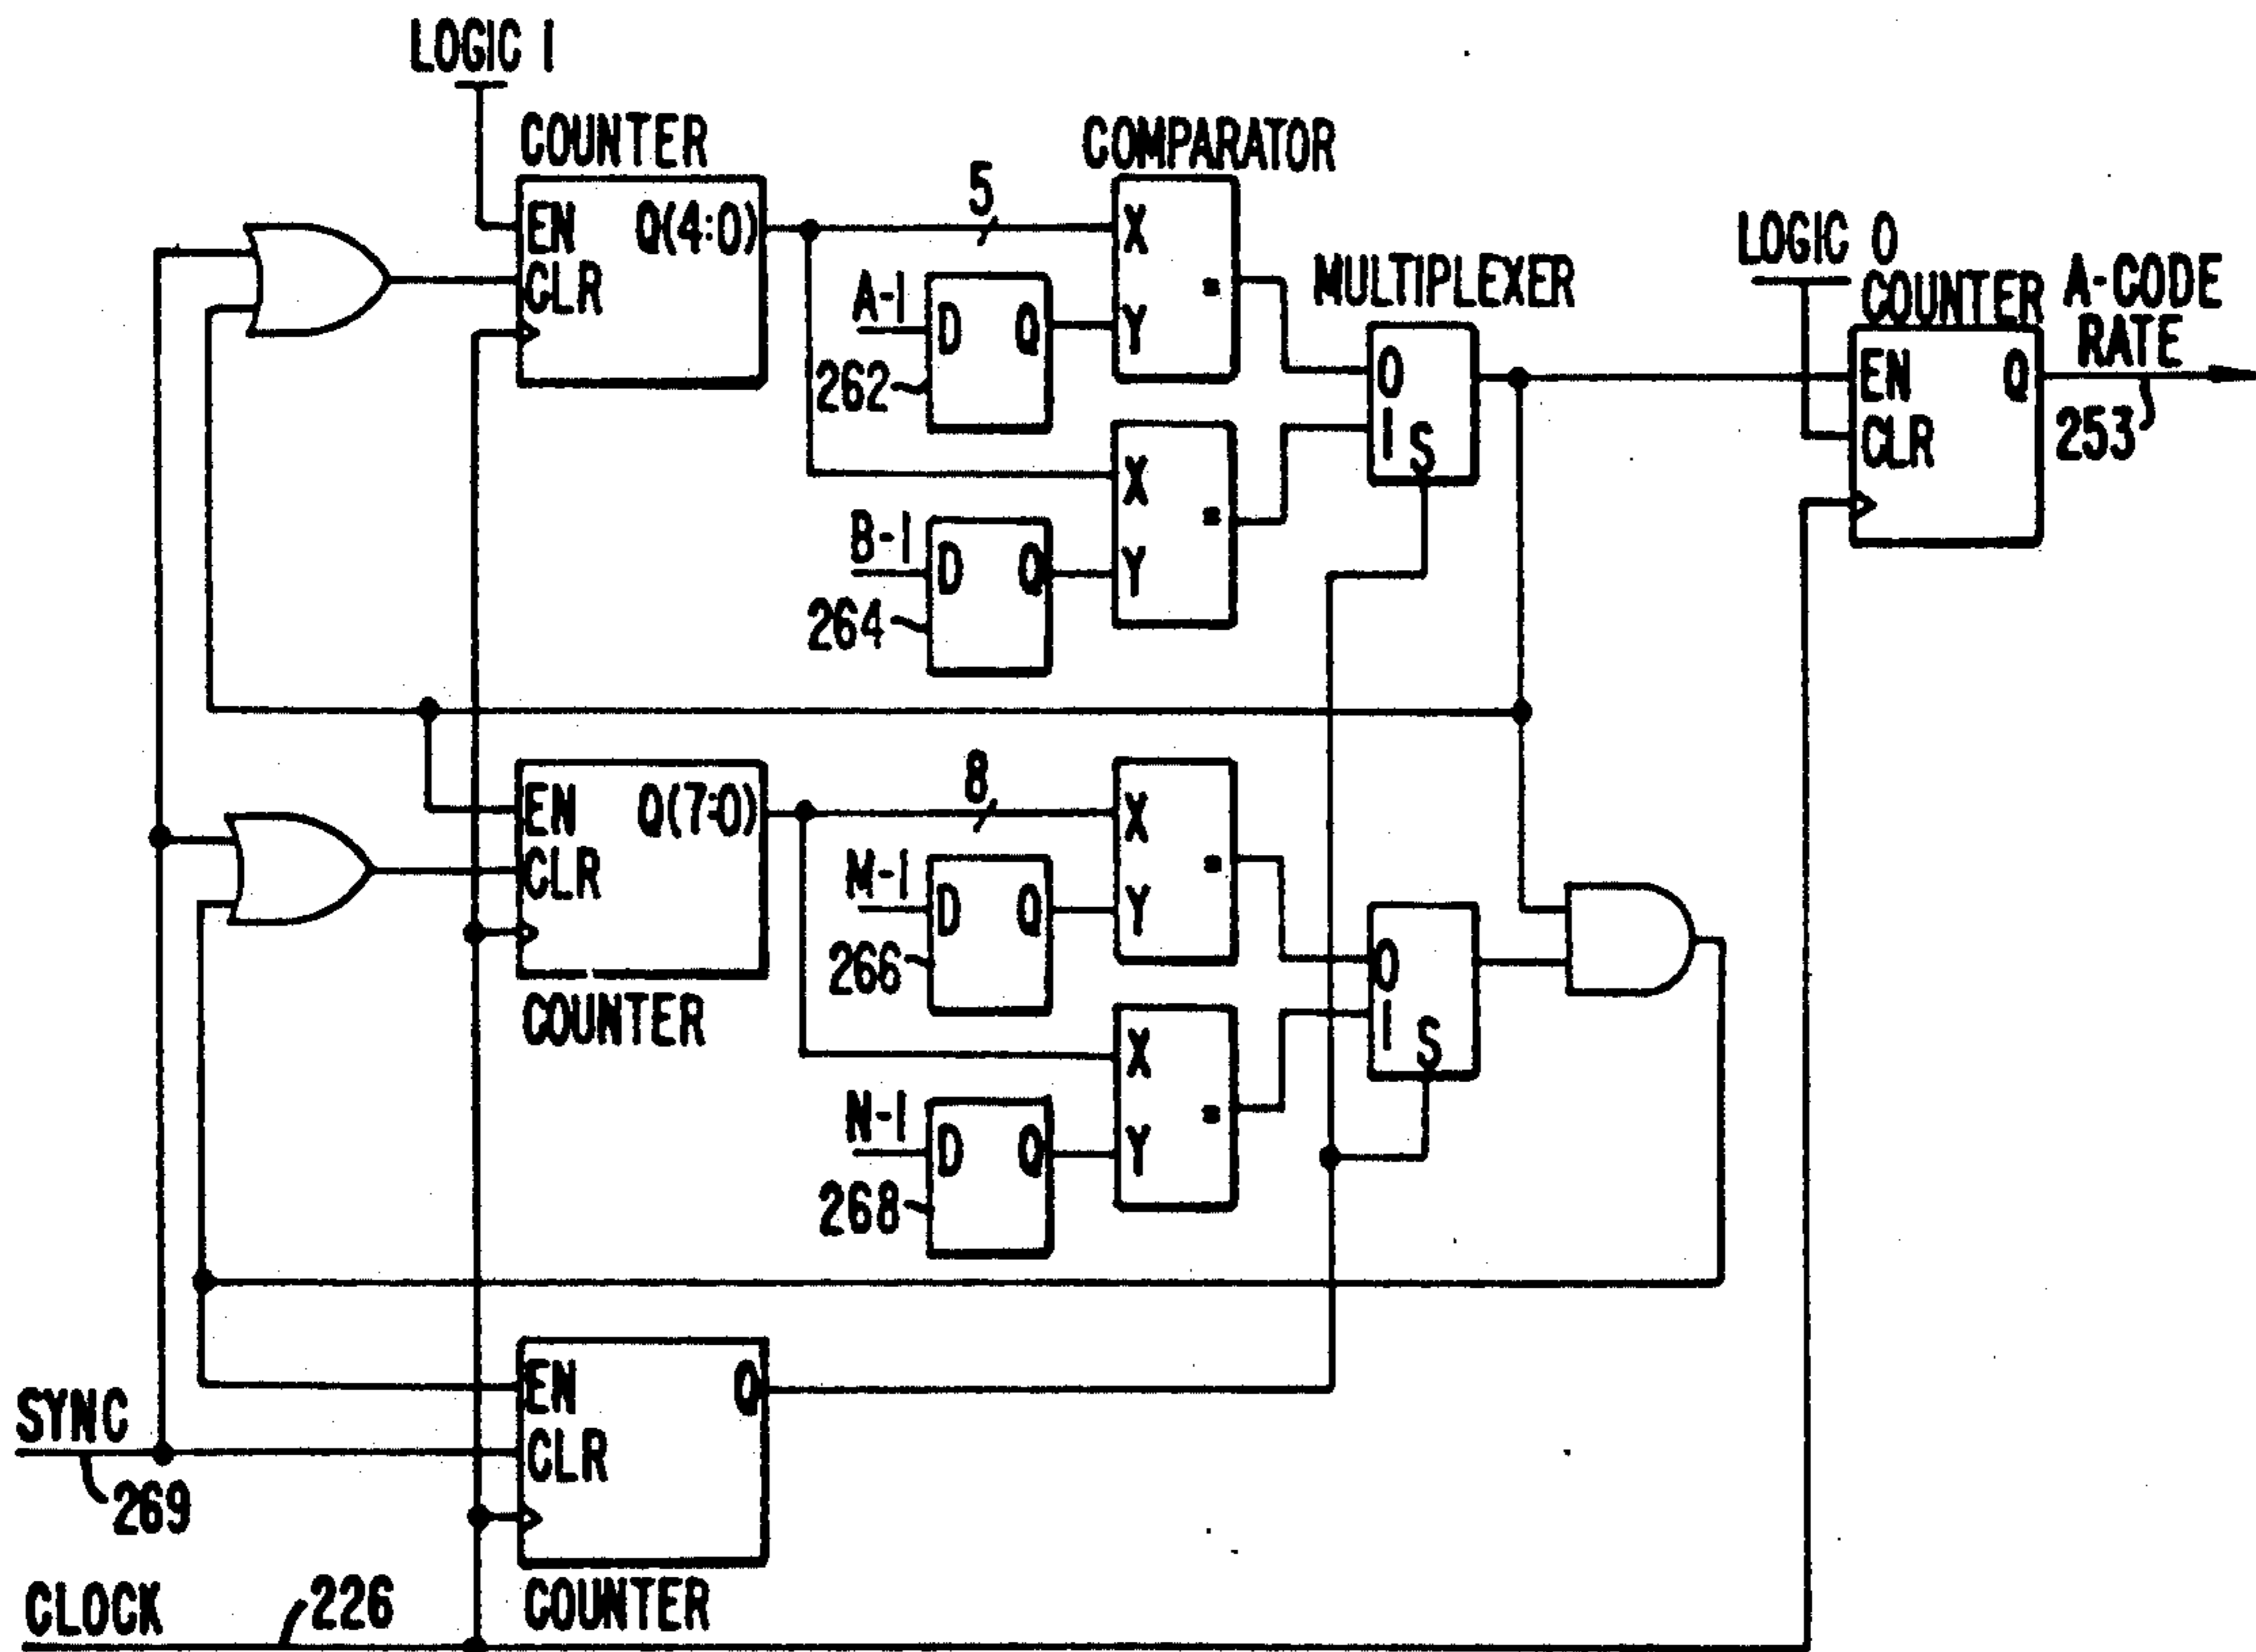 LOGIC 1
COUNTER
EN
Q(4:0)
CLR
5
COMPARATOR
X
Y
=
A-1
D
Q
262
MULTIPLEXER
0
1
S
LOGIC 0
COUNTER
EN
Q
CLR
A-CODE
RATE
253
X
Y
=
B-1
D
Q
264
EN
Q(7:0)
CLR
COUNTER
8
X
Y
=
M-1
D
Q
266
0
1
S
X
Y
=
N-1
D
Q
268
EN
Q
CLR
COUNTER
SYNC
269
CLOCK
226